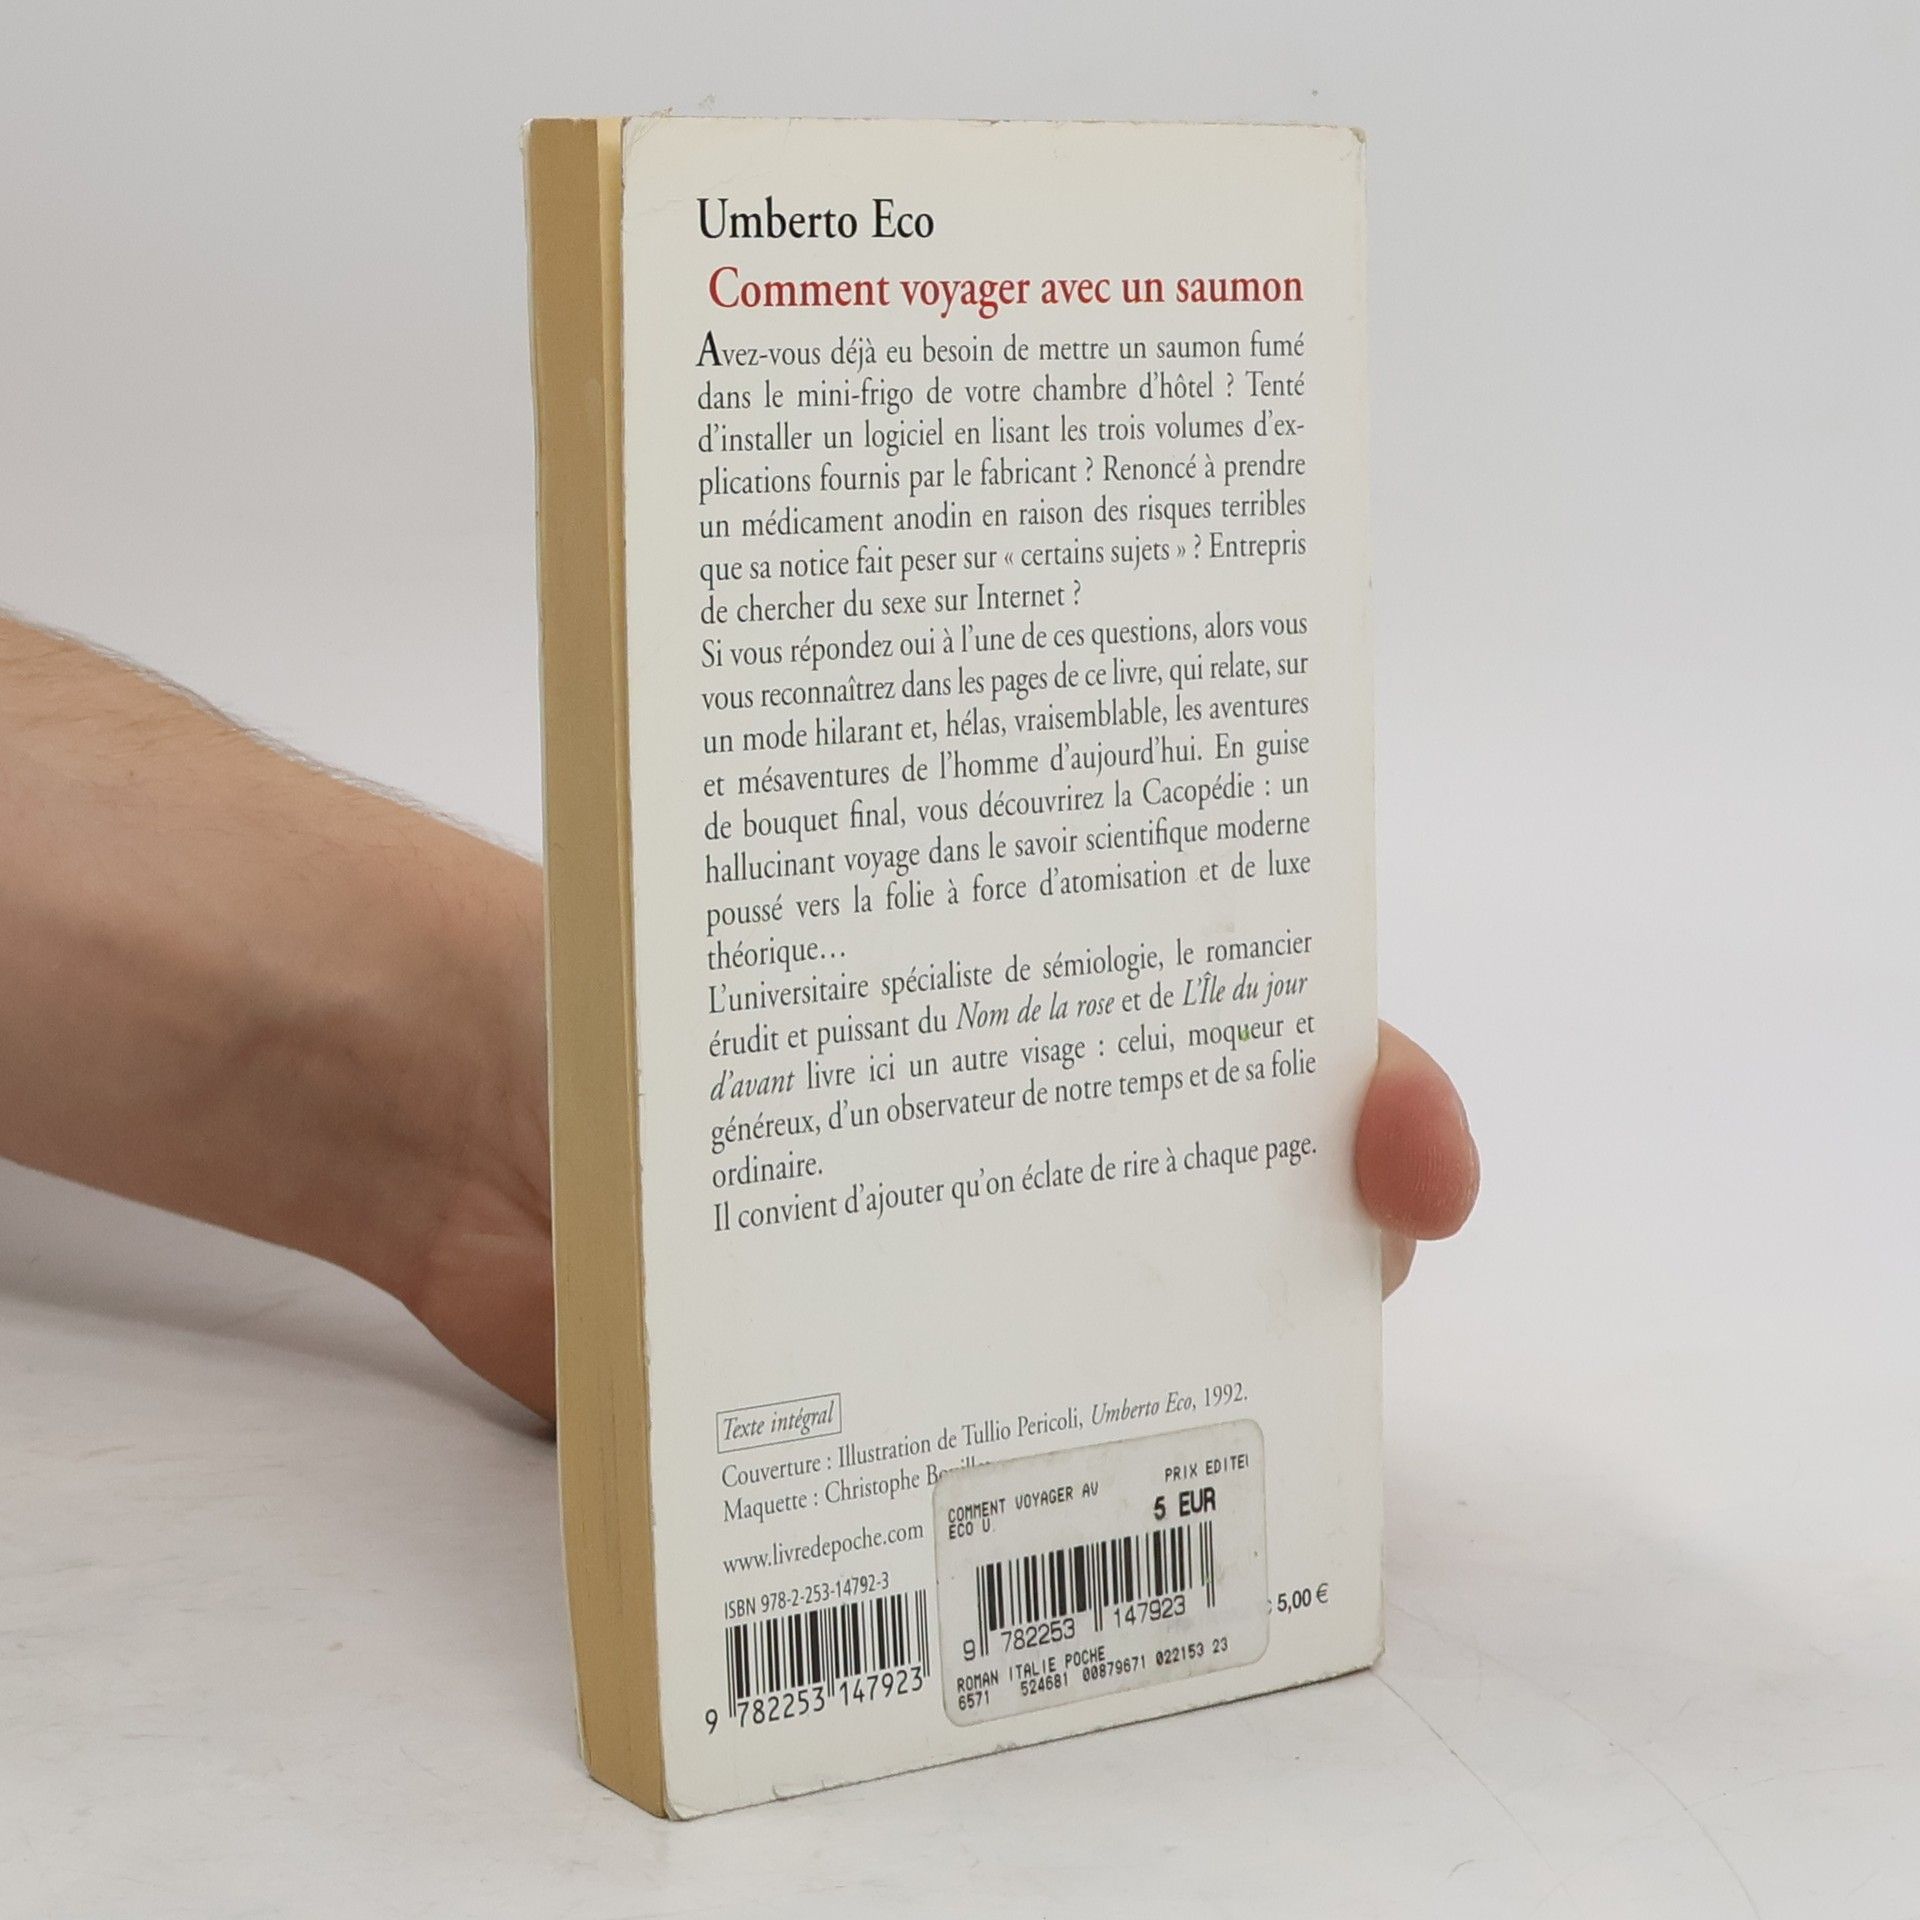 Umberto Eco
Comment voyager avec un saumon
Avez-vous déjà eu besoin de mettre un saumon fumé
dans le mini-frigo de votre chambre d'hôtel ? Tenté
d'installer un logiciel en lisant les trois volumes d'ex-
plications fournis par le fabricant ? Renoncé à prendre
un médicament anodin en raison des risques terribles
que sa notice fait peser sur « certains sujets » ? Entrepris
de chercher du sexe sur Internet ?
Si vous répondez oui à l'une de ces questions, alors vous
vous reconnaîtrez dans les pages de ce livre, qui relate, sur
un mode hilarant et, hélas, vraisemblable, les aventures
et mésaventures de l'homme d'aujourd'hui. En guise
de bouquet final, vous découvrirez la Cacopédie : un
hallucinant voyage dans le savoir scientifique moderne
poussé vers la folie à force d'atomisation et de luxe
théorique…
L'universitaire spécialiste de sémiologie, le romancier
érudit et puissant du Nom de la rose et de L'Île du jour
d'avant livre ici un autre visage : celui, moqueur et
généreux, d'un observateur de notre temps et de sa folie
ordinaire.
Il convient d'ajouter qu'on éclate de rire à chaque page.
Texte intégral
Couverture : Illustration de Tullio Pericoli, Umberto Eco, 1992.
Maquette : Christophe
www.livredepoche.com
ISBN 978-2-253-14792-3
9 782253 147923
COMMENT VOYAGER AV
ECO U.
PRIX EDITEI
5 EUR
9 782253 147923
ROMAN ITALIE POCHE
6571 524681 00879671 022153 23
5,00 €